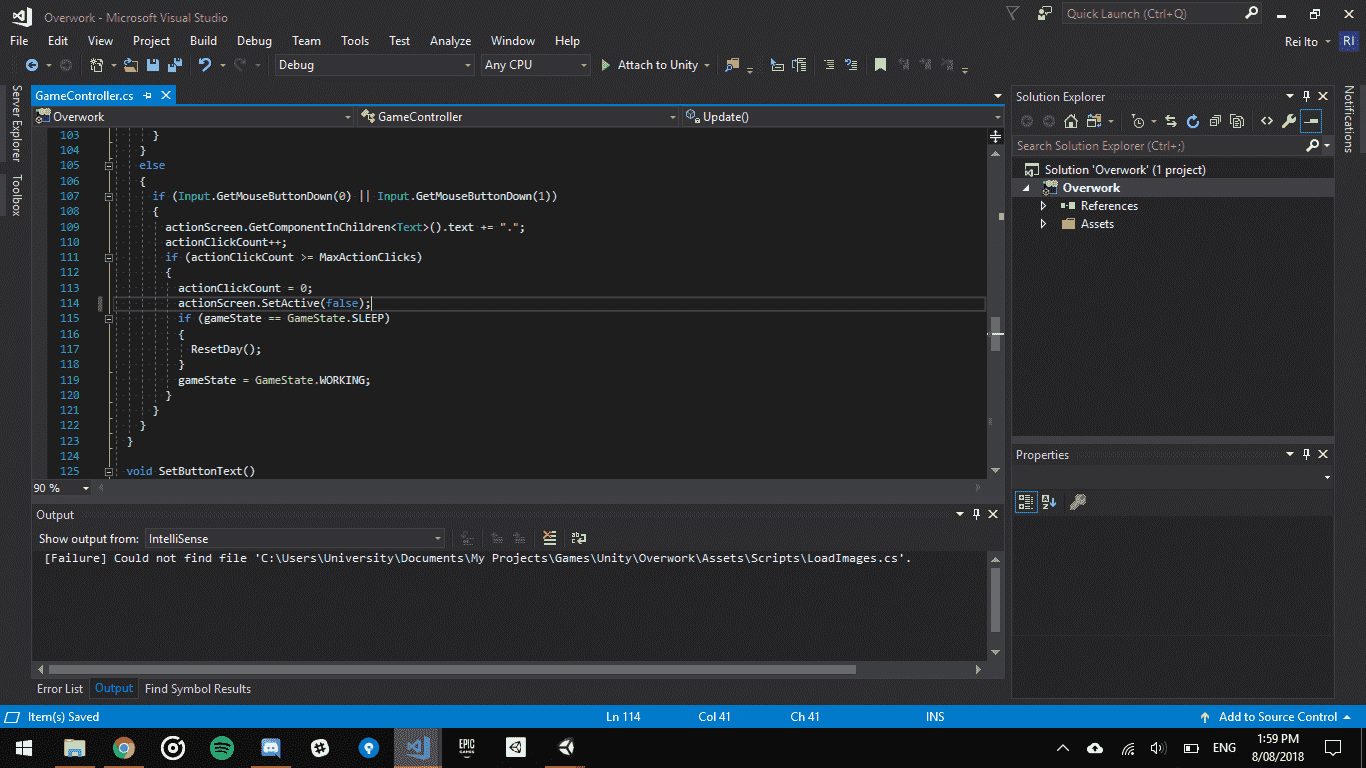 Overwork - Microsoft Visual Studio
Quick Launch (Ctrl+Q)
File Edit View Project Build Debug Team Tools Test Analyze Window Help
Rei Ito RI
Debug Any CPU Attach to Unity
Server Explorer
Toolbox
GameController.cs
Overwork GameController Update()
103 }
104 }
105 else
106 {
107 if (Input.GetMouseButtonDown(0) || Input.GetMouseButtonDown(1))
108 {
109 actionScreen.GetComponentInChildren<Text>().text += ".";
110 actionClickCount++;
111 if (actionClickCount >= MaxActionClicks)
112 {
113 actionClickCount = 0;
114 actionScreen.SetActive(false);
115 if (gameState == GameState.SLEEP)
116 {
117 ResetDay();
118 }
119 gameState = GameState.WORKING;
120 }
121 }
122 }
123 }
124
125 void SetButtonText()
90 %
Output
Show output from: IntelliSense
[Failure] Could not find file 'C:\Users\University\Documents\My Projects\Games\Unity\Overwork\Assets\Scripts\LoadImages.cs'.
Error List Output Find Symbol Results
Solution Explorer
Search Solution Explorer (Ctrl+;)
Solution 'Overwork' (1 project)
Overwork
References
Assets
Properties
Notifications
Item(s) Saved Ln 114 Col 41 Ch 41 INS Add to Source Control
EPIC
GAMES
ENG
1:59 PM
8/08/2018